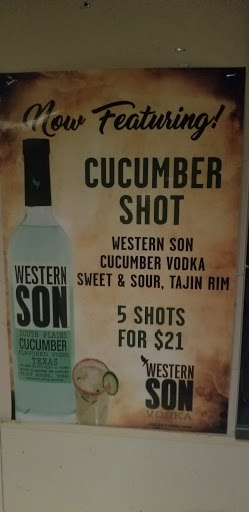 Now Featuring!
CUCUMBER
SHOT
WESTERN SON
CUCUMBER VODKA
SWEET & SOUR, TAJIN RIM
5 SHOTS
FOR $21
WESTERN
SON
VODKA
WESTERN
SON
SOUTH PLAINS
CUCUMBER
FLAVORED VODKA
TEXAS